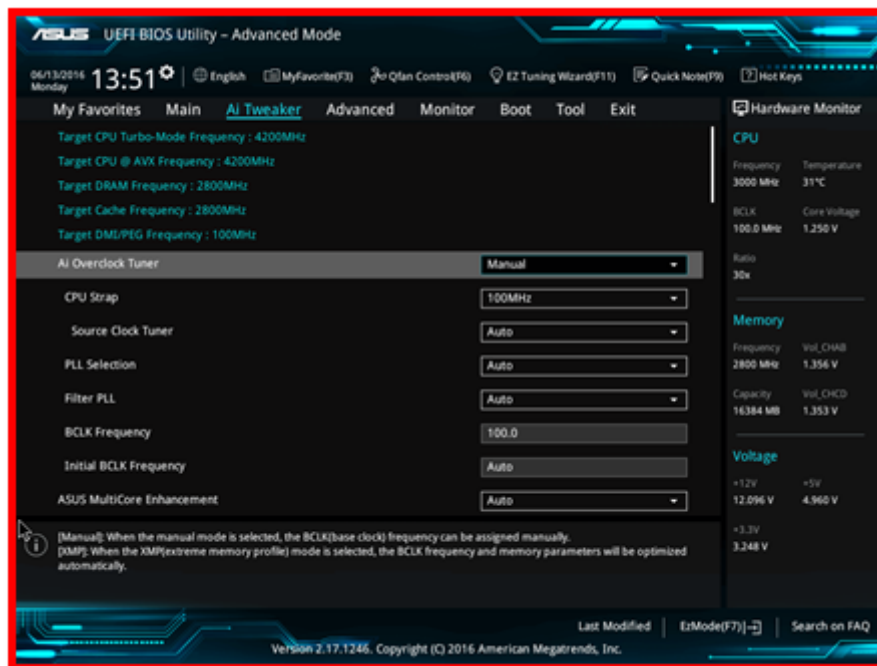 ASUS UEFI BIOS Utility – Advanced Mode
06/13/2016 Monday 13:51 English MyFavorite(F3) Qfan Control(F6) EZ Tuning Wizard(F11) Quick Note(F9) ? Hot Keys
My Favorites Main Ai Tweaker Advanced Monitor Boot Tool Exit
Hardware Monitor
Target CPU Turbo-Mode Frequency : 4200MHz
Target CPU @ AVX Frequency : 4200MHz
Target DRAM Frequency : 2800MHz
Target Cache Frequency : 2800MHz
Target DMI/PEG Frequency : 100MHz
Ai Overclock Tuner Manual
CPU Strap 100MHz
Source Clock Tuner Auto
PLL Selection Auto
Filter PLL Auto
BCLK Frequency 100.0
Initial BCLK Frequency Auto
ASUS MultiCore Enhancement Auto
[Manual]: When the manual mode is selected, the BCLK(base clock) frequency can be assigned manually.
[XMP]: When the XMP(extreme memory profile) mode is selected, the BCLK frequency and memory parameters will be optimized
automatically.
CPU
Frequency Temperature
3000 MHz 31°C
BCLK Core Voltage
100.0 MHz 1.250 V
Ratio
30x
Memory
Frequency Vol_CHAB
2800 MHz 1.356 V
Capacity Vol_CHCD
16384 MB 1.353 V
Voltage
+12V +5V
12.096 V 4.960 V
+3.3V
3.248 V
Last Modified EzMode(F7) Search on FAQ
Version 2.17.1246. Copyright (C) 2016 American Megatrends, Inc.